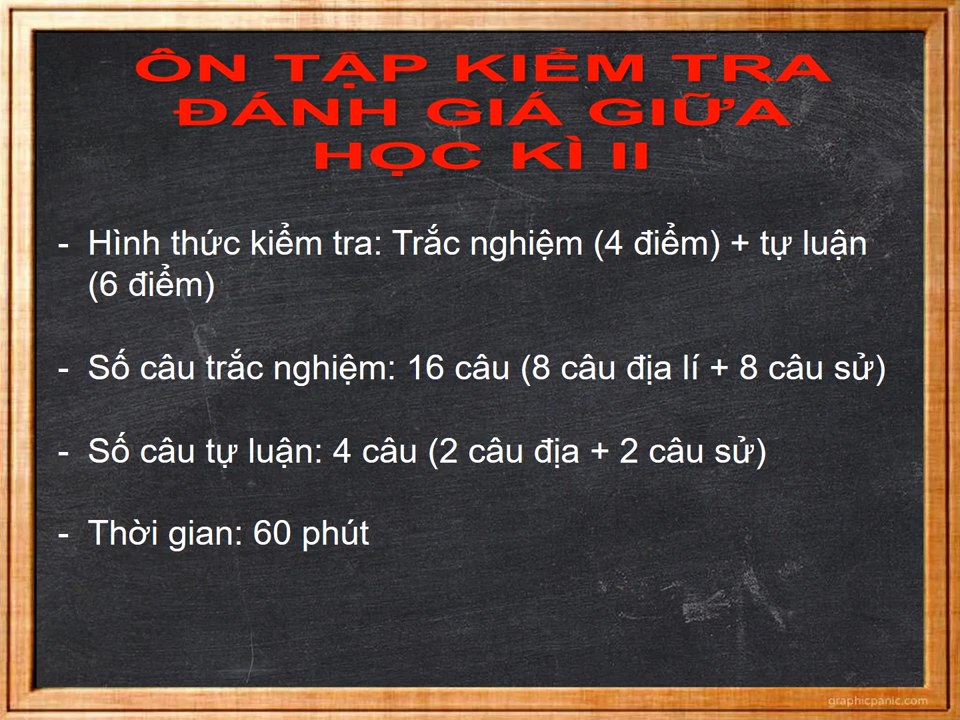 ÔN TẬP KIỂM TRA
ĐÁNH GIÁ GIỮA
HỌC KÌ II
- Hình thức kiểm tra: Trắc nghiệm (4 điểm) + tự luận
(6 điểm)
- Số câu trắc nghiệm: 16 câu (8 câu địa lí + 8 câu sử)
- Số câu tự luận: 4 câu (2 câu địa + 2 câu sử)
- Thời gian: 60 phút
graphicpanic.com